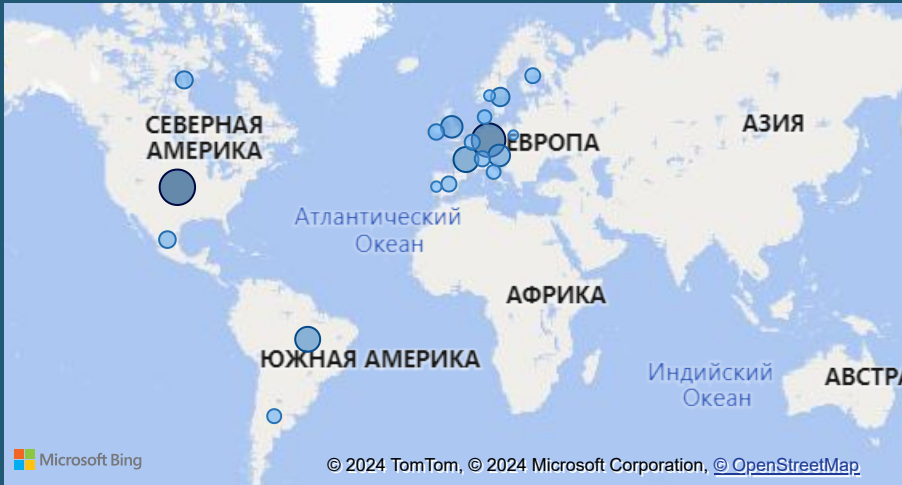 СЕВЕРНАЯ
АМЕРИКА
ЕВРОПА
АЗИЯ
Атлантический
Океан
АФРИКА
ЮЖНАЯ АМЕРИКА
Индийский
Океан
АВСТРА
Microsoft Bing
© 2024 TomTom, © 2024 Microsoft Corporation, © OpenStreetMap